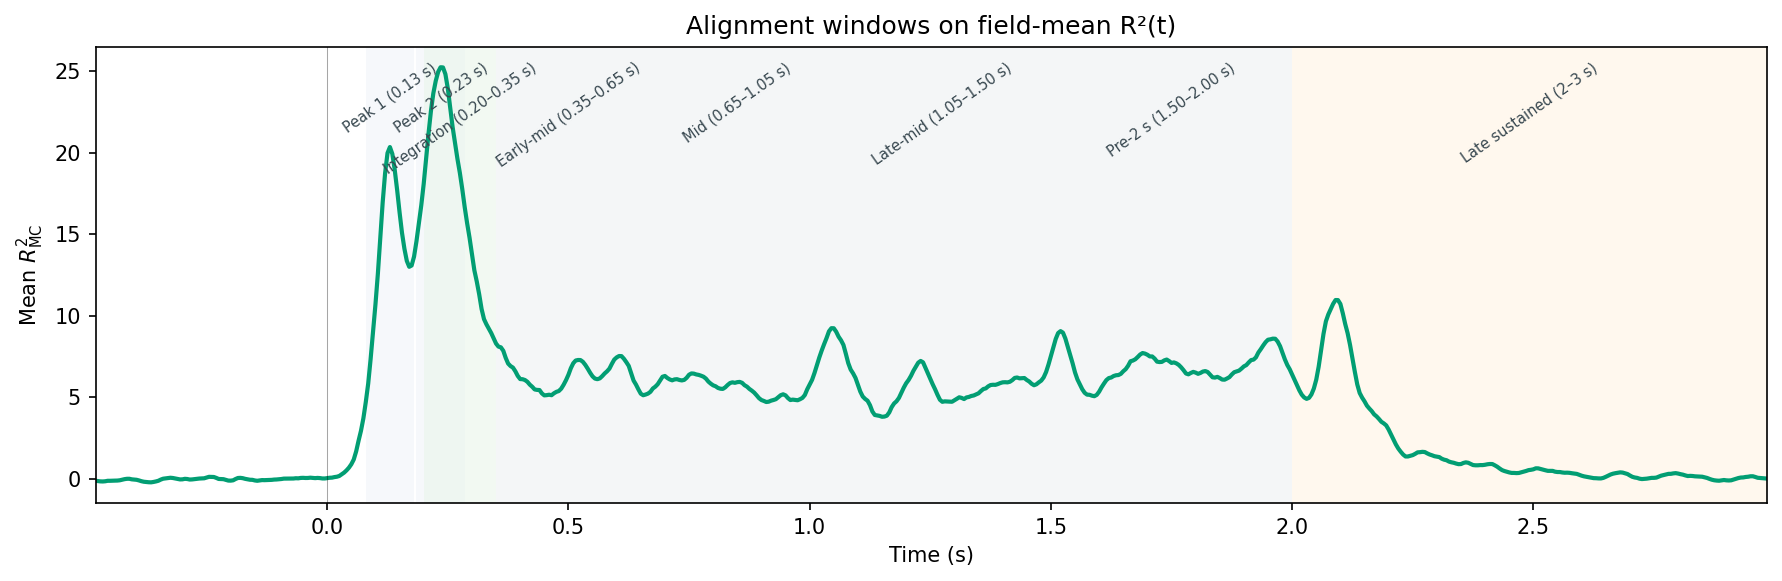 Alignment windows on field-mean R²(t)
Peak 1 (0.13 s)
Peak 2 (0.23 s)
Integration (0.20–0.35 s)
Early-mid (0.35–0.65 s)
Mid (0.65–1.05 s)
Late-mid (1.05–1.50 s)
Pre-2 s (1.50–2.00 s)
Late sustained (2–3 s)
Mean R²MC
25
20
15
10
5
0
0.0 0.5 1.0 1.5 2.0 2.5
Time (s)